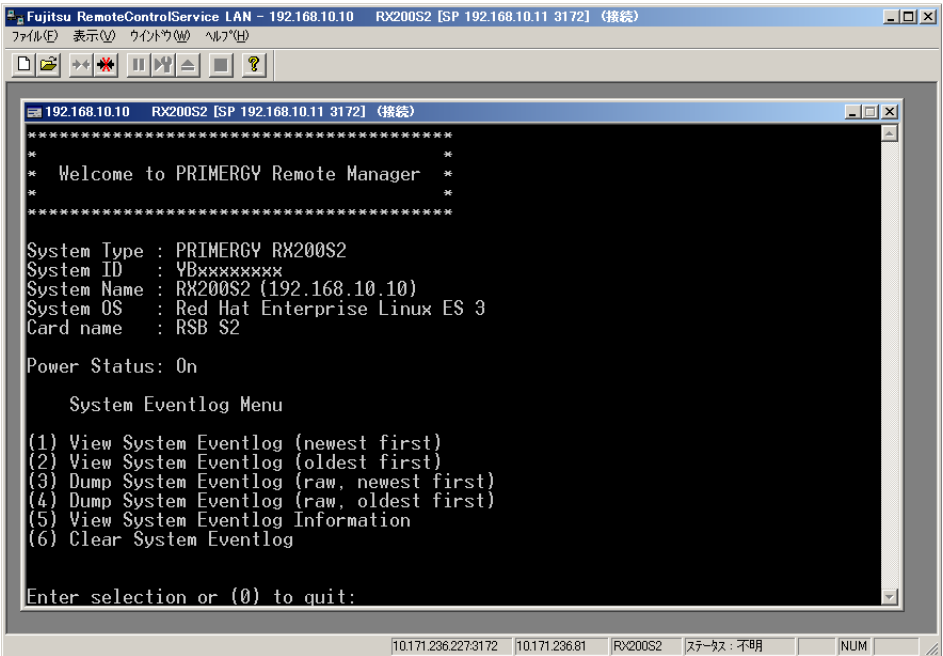 Fujitsu RemoteControlService LAN - 192.168.10.10 RX200S2 [SP 192.168.10.11 3172] (接続)
ファイル(F) 表示(V) ウインドウ(W) ヘルプ(H)
192.168.10.10 RX200S2 [SP 192.168.10.11 3172] (接続)
****************************************
* *
* Welcome to PRIMERGY Remote Manager *
* *
****************************************
System Type : PRIMERGY RX200S2
System ID : YBxxxxxxxx
System Name : RX200S2 (192.168.10.10)
System OS : Red Hat Enterprise Linux ES 3
Card name : RSB S2
Power Status: On
System Eventlog Menu
(1) View System Eventlog (newest first)
(2) View System Eventlog (oldest first)
(3) Dump System Eventlog (raw, newest first)
(4) Dump System Eventlog (raw, oldest first)
(5) View System Eventlog Information
(6) Clear System Eventlog
Enter selection or (0) to quit:
10.171.236.227:3172 10.171.236.81 RX200S2 ステータス : 不明 NUM